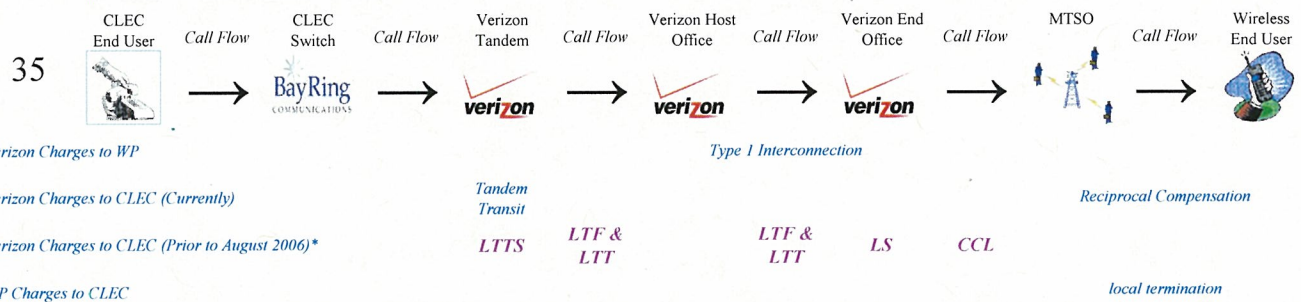 CLEC End User
Call Flow
CLEC Switch
Call Flow
Verizon Tandem
Call Flow
Verizon Host Office
Call Flow
Verizon End Office
Call Flow
MTSO
Call Flow
Wireless End User
35
BayRing
COMMUNICATIONS
verizon
verizon
verizon
rizon Charges to WP
Type 1 Interconnection
rizon Charges to CLEC (Currently)
Tandem Transit
Reciprocal Compensation
rizon Charges to CLEC (Prior to August 2006)*
LTTS
LTF & LTT
LTF & LTT
LS
CCL
P Charges to CLEC
local termination